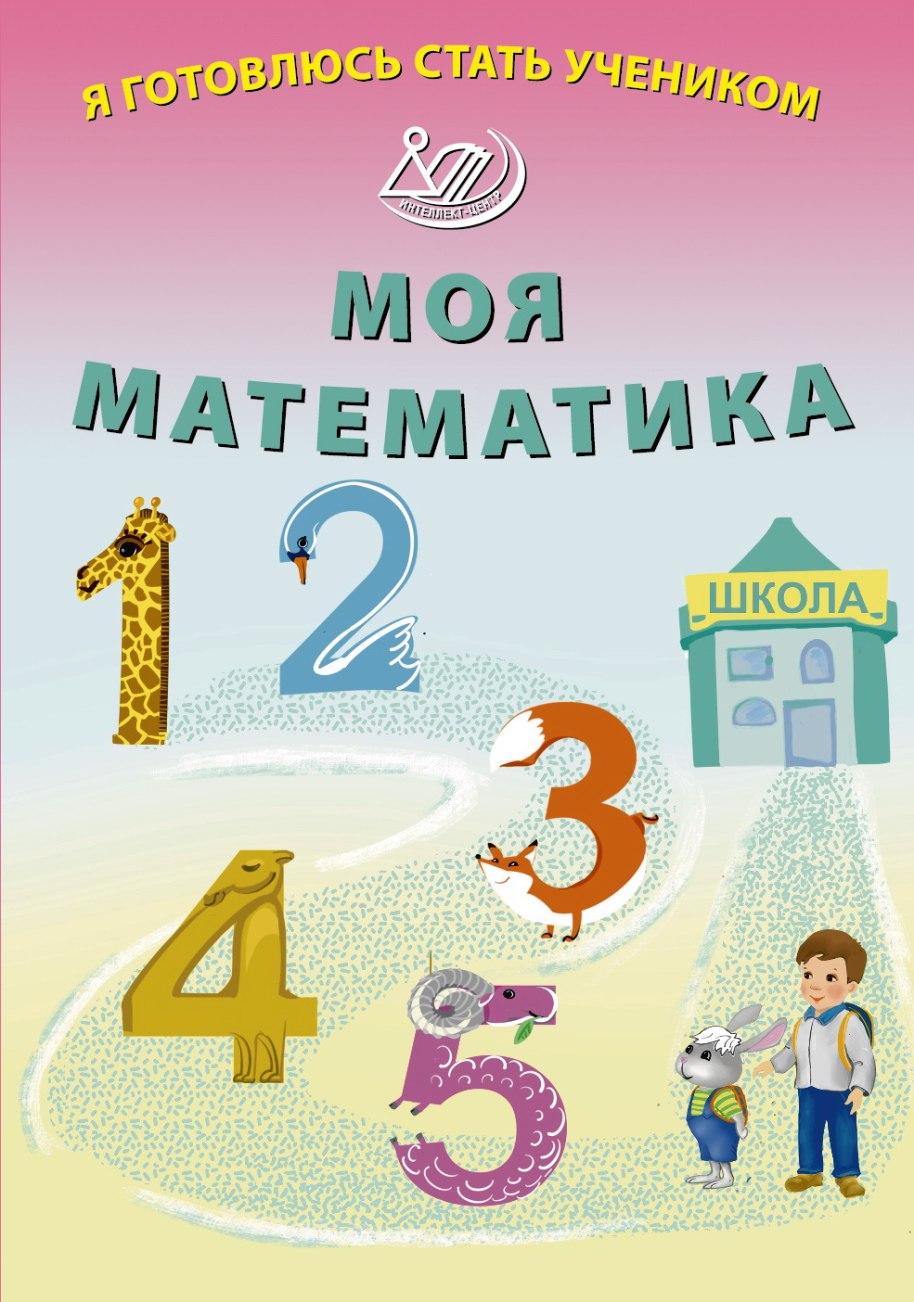 Я ГОТОВЛЮСЬ СТАТЬ УЧЕНИКОМ
ИНТЕЛЛЕКТ-ЦЕНТР
МОЯ
МАТЕМАТИКА
1 2
ШКОЛА
3
4
5